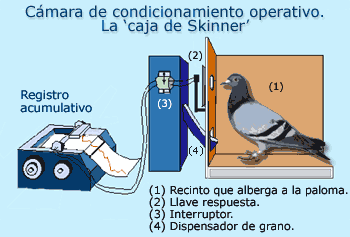 Cámara de condicionamiento operativo.
La 'caja de Skinner'
Registro
acumulativo
(2)
(1)
(3)
(4)
(1) Recinto que alberga a la paloma.
(2) Llave respuesta.
(3) Interruptor.
(4) Dispensador de grano.